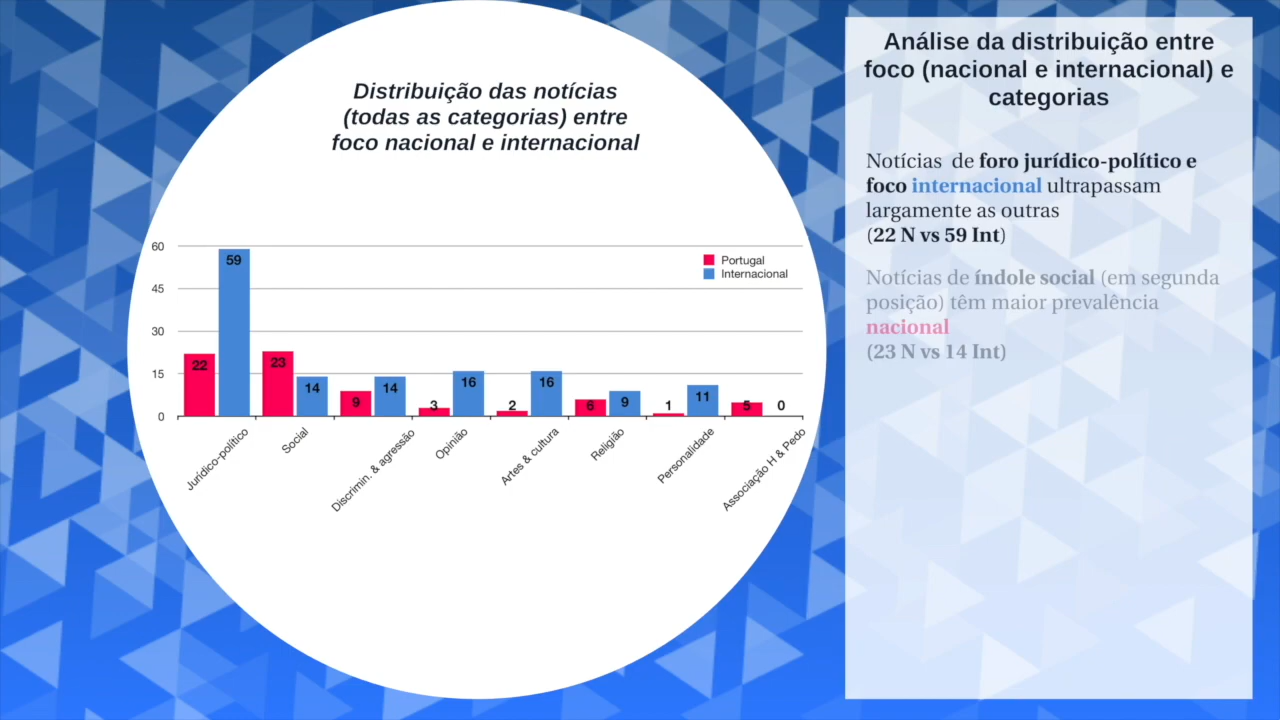 Distribuição das notícias
(todas as categorias) entre
foco nacional e internacional
60
45
30
15
0
Portugal
Internacional
22
59
23
14
9
14
3
16
2
16
6
9
1
11
5
0
Jurídico-político
Social
Discrimin. & agressão
Opinião
Artes & cultura
Religião
Personalidade
Associação H & Pedo
Análise da distribuição entre
foco (nacional e internacional) e
categorias
Notícias de foro jurídico-político e
foco internacional ultrapassam
largamente as outras
(22 N vs 59 Int)
Notícias de índole social (em segunda
posição) têm maior prevalência
nacional
(23 N vs 14 Int)